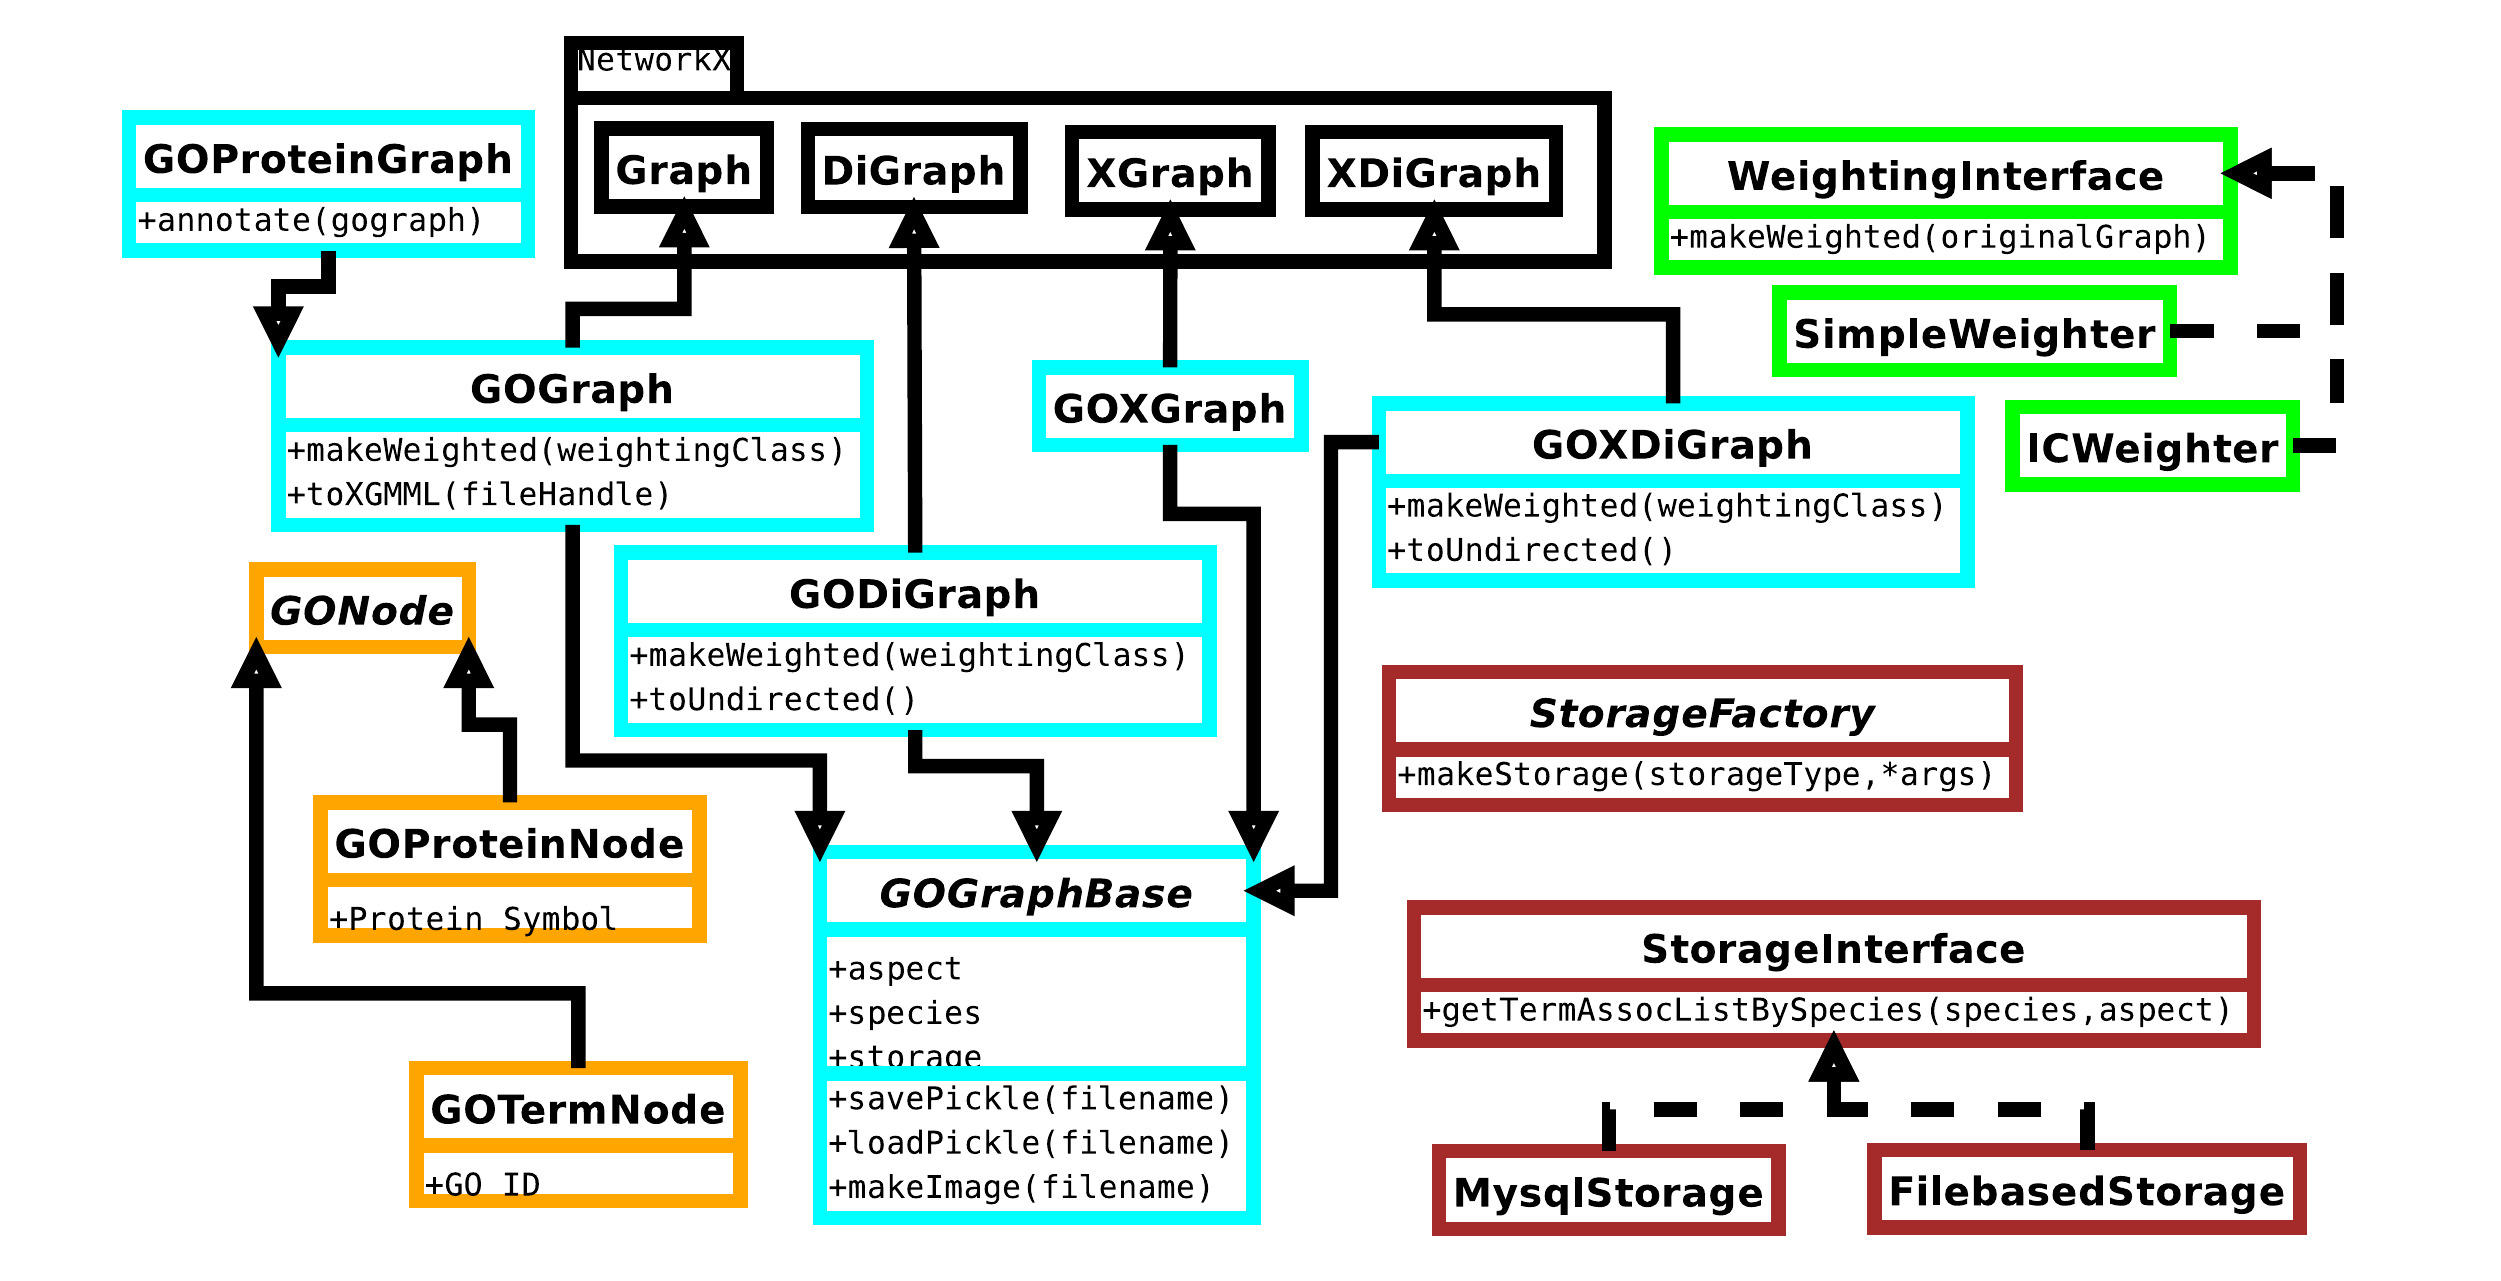 NetworkX
GOProteinGraph
+annotate(gograph)
Graph
DiGraph
XGraph
XDiGraph
WeightingInterface
+makeWeighted(originalGraph)
SimpleWeighter
ICWeighter
GOGraph
+makeWeighted(weightingClass)
+toXGMML(fileHandle)
GOXGraph
GOXDiGraph
+makeWeighted(weightingClass)
+toUndirected()
GONode
GODiGraph
+makeWeighted(weightingClass)
+toUndirected()
StorageFactory
+makeStorage(storageType,*args)
GOProteinNode
+Protein Symbol
GOGraphBase
+aspect
+species
+storage
+savePickle(filename)
+loadPickle(filename)
+makeImage(filename)
StorageInterface
+getTermAssocListBySpecies(species,aspect)
GOTermNode
+GO ID
MysqlStorage
FilebasedStorage